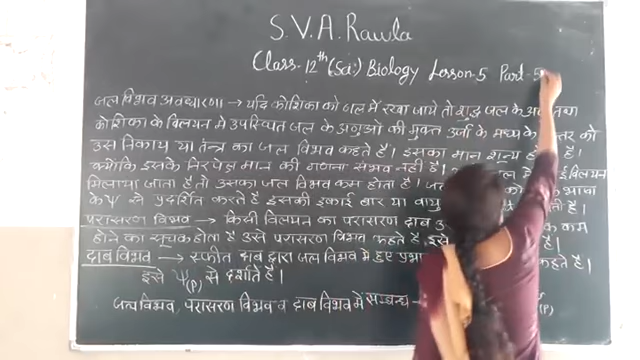 S.V.A. Rawla
Class-12th (Sci) Biology Lesson-5 Part-5
जल विभव अवधारणा → यदि कोशिका को जल में रखा जाये तो शुद्ध जल के तथा
कोशिका के विलयन मे उपस्थित जल के अणुओ की मुक्त ऊर्जा के मध्य के को
उस निकाय या तंत्र का जल विभव कहते है। इसका मान शून्य है।
क्योंकि इसके निरपेक्ष मान की गणना संभव नहीं है। विलयन
मिलाया जाता है तो उसका जल विभव कम होता है। भाषा
के Ψ से प्रदर्शित करते है इसकी इकाई बार या वायु है।
परासरण विभव → किसी विलयन का परासरण दाब के कम
होने का सूचक होता है उसे परासरण विभव कहते है, इसे है।
दाब विभव → स्फीत दाब द्वारा जल विभव मे हुए कहते है।
इसे Ψ(P) से दर्शाते है।
जल विभव, परासरण विभव व दाब विभव में सम्बन्ध → (P)